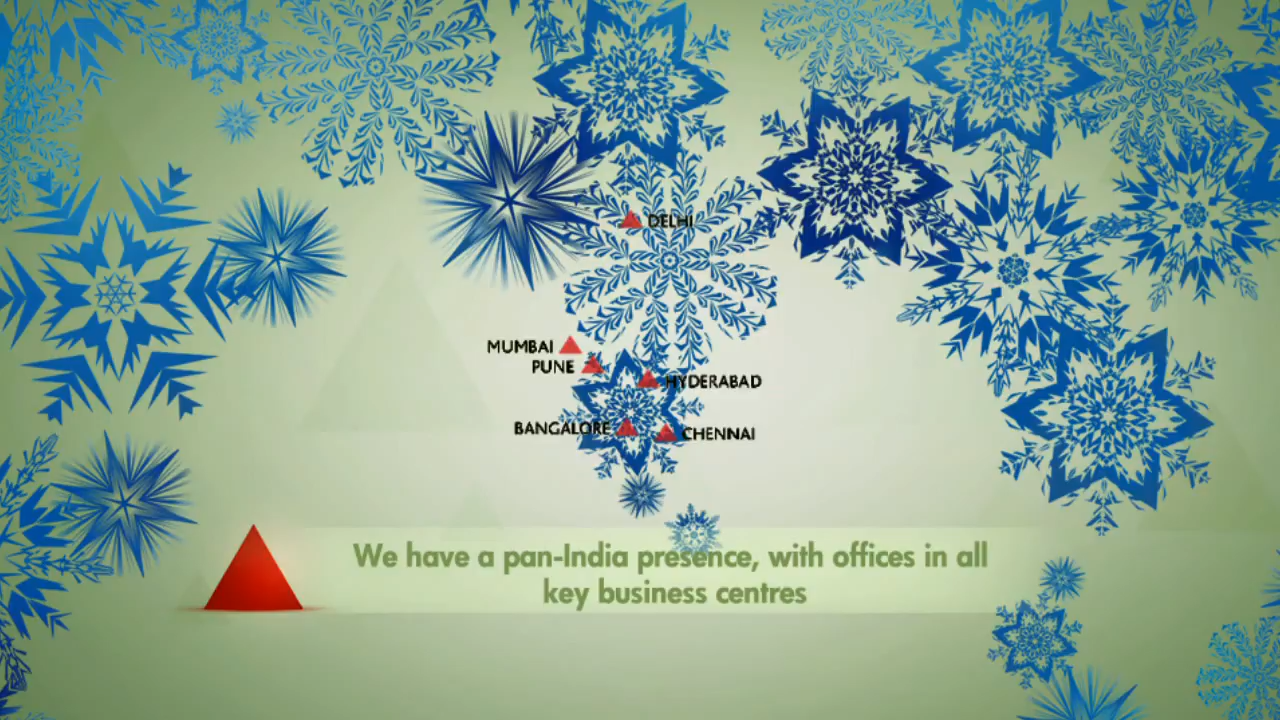 DELHI
MUMBAI
PUNE
HYDERABAD
BANGALORE
CHENNAI
We have a pan-India presence, with offices in all
key business centres